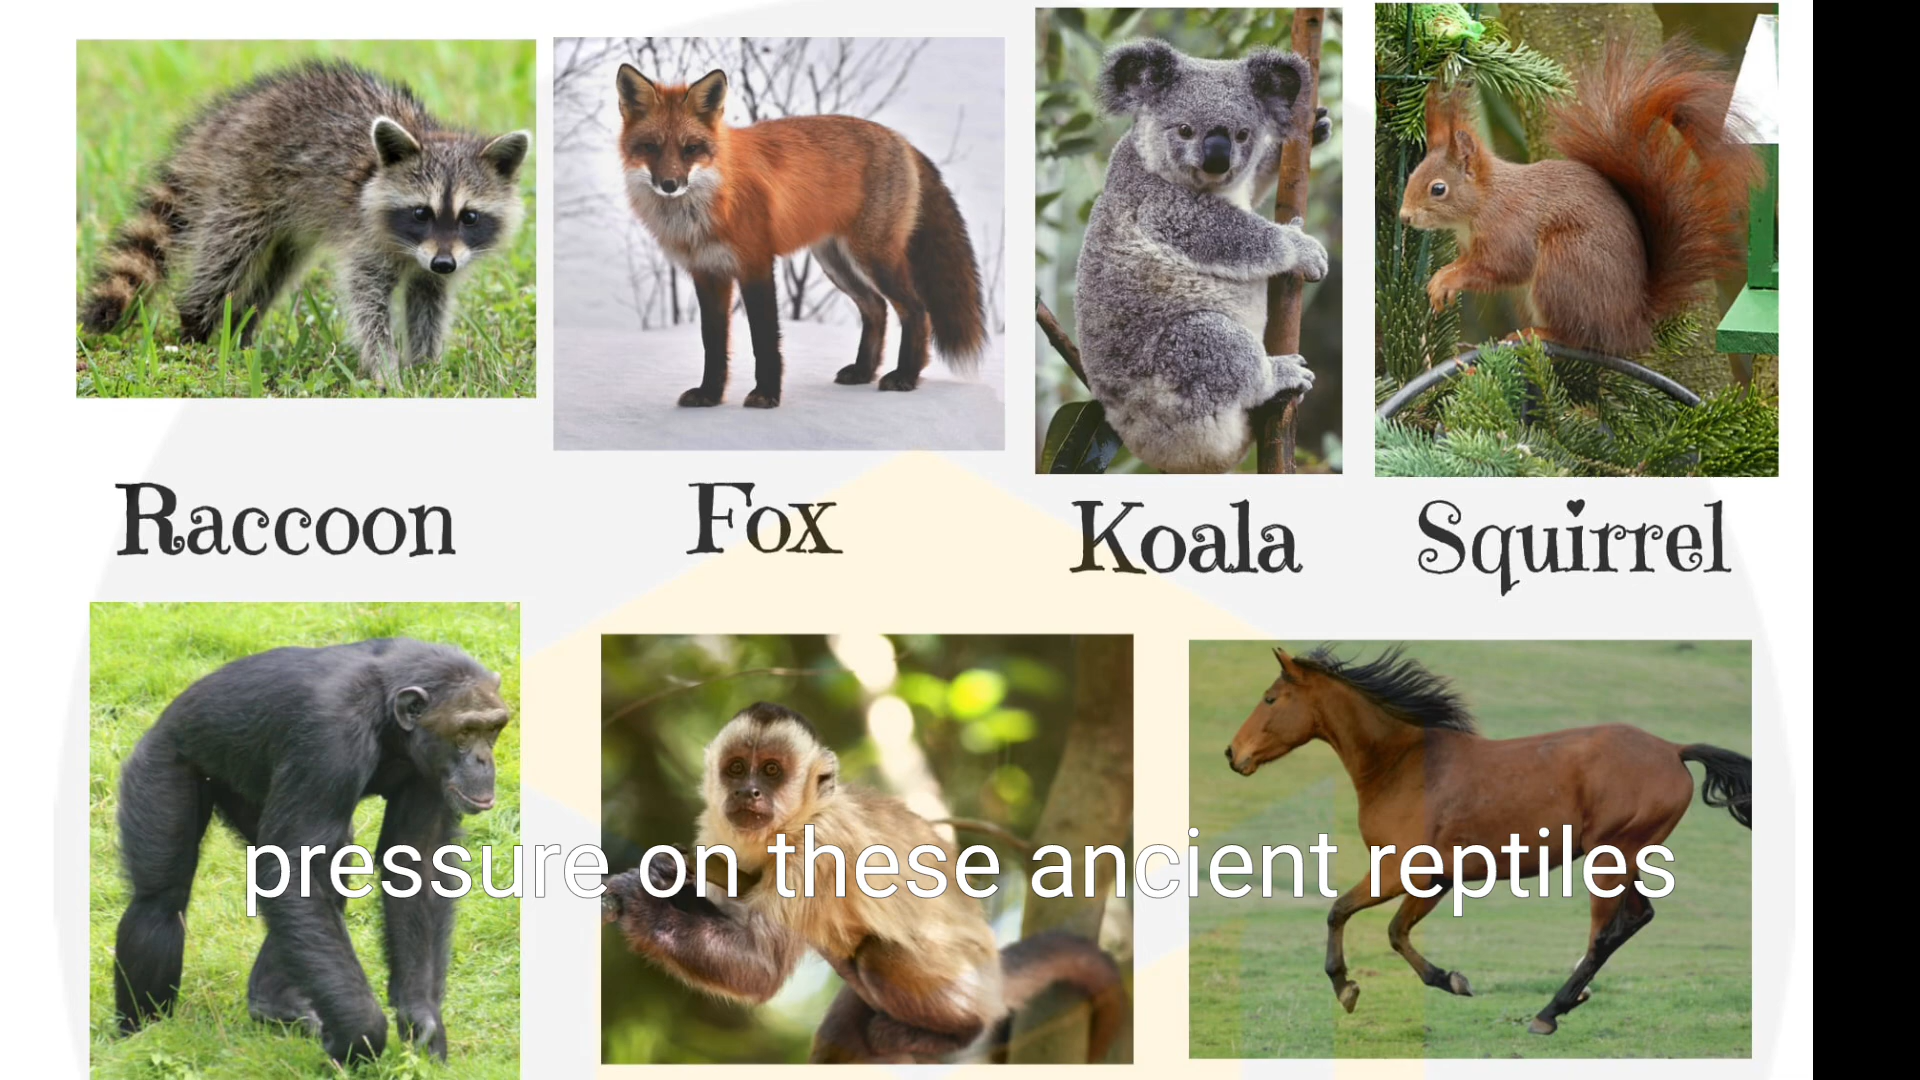 Raccoon
Fox
Koala
Squirrel
pressure on these ancient reptiles